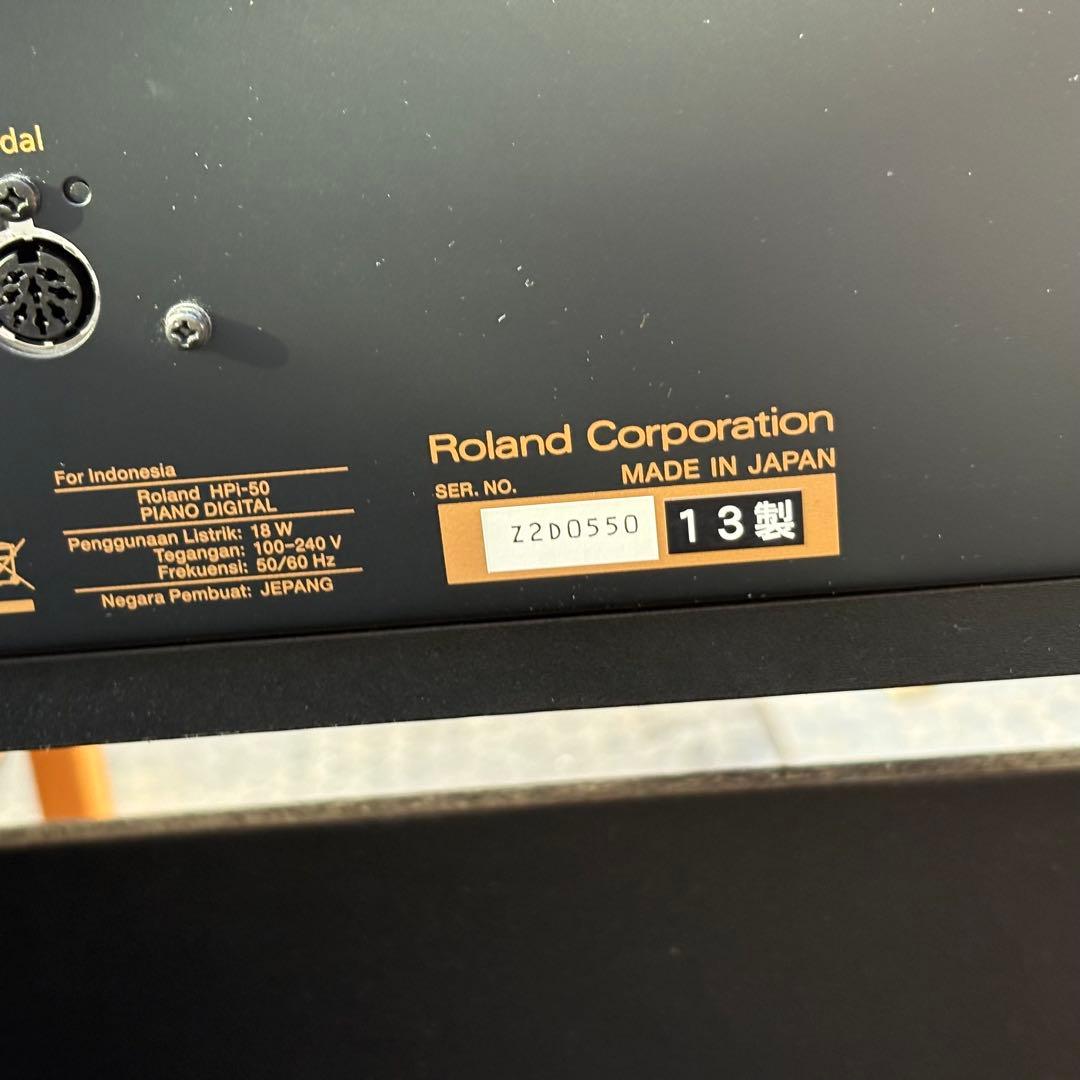 dal
For Indonesia
Roland HPi-50
PIANO DIGITAL
Penggunaan Listrik: 18 W
Tegangan: 100-240 V
Frekuensi: 50/60 Hz
Negara Pembuat: JEPANG
Roland Corporation
MADE IN JAPAN
SER. NO.
Z2D0550
13製